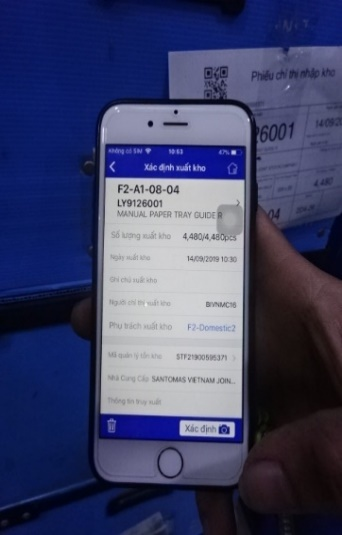 Phiếu chỉ thị nhập kho
26001
14/09/20
4,480
04
Không có SIM 10:53 47%
Xác định xuất kho
F2-A1-08-04
LY9126001
MANUAL PAPER TRAY GUIDE R
Số lượng xuất kho 4,480/4,480pcs
Ngày xuất kho 14/09/2019 10:30
Ghi chú xuất kho
Người chỉ thị xuất kho BIVNMC16
Phụ trách xuất kho F2-Domestic2
Mã quản lý tồn kho STF21900595371
Nhà Cung Cấp SANTOMAS VIETNAM JOIN...
Thông tin truy xuất
Xác định